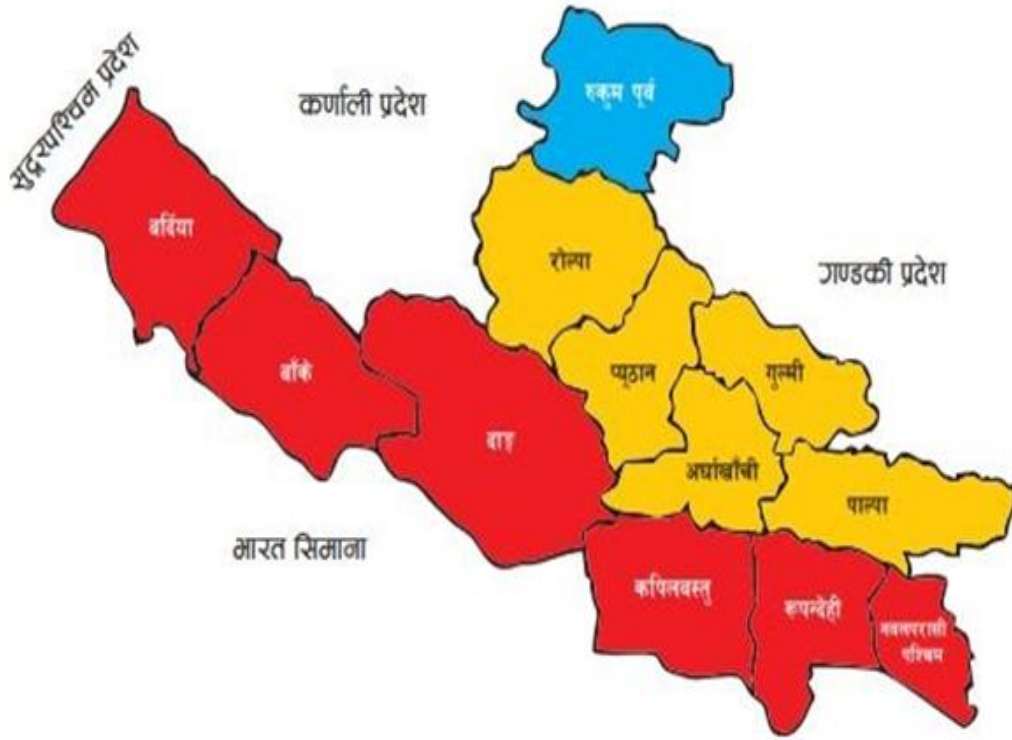 सुदूरपश्चिम प्रदेश
कर्णाली प्रदेश
रुकुम पूर्व
बर्दिया
रोल्पा
गण्डकी प्रदेश
बाँके
प्यूठान
गुल्मी
दाङ
अर्घाखाँची
पाल्पा
भारत सिमाना
कपिलवस्तु
रूपन्देही
नवलपरासी
पश्चिम